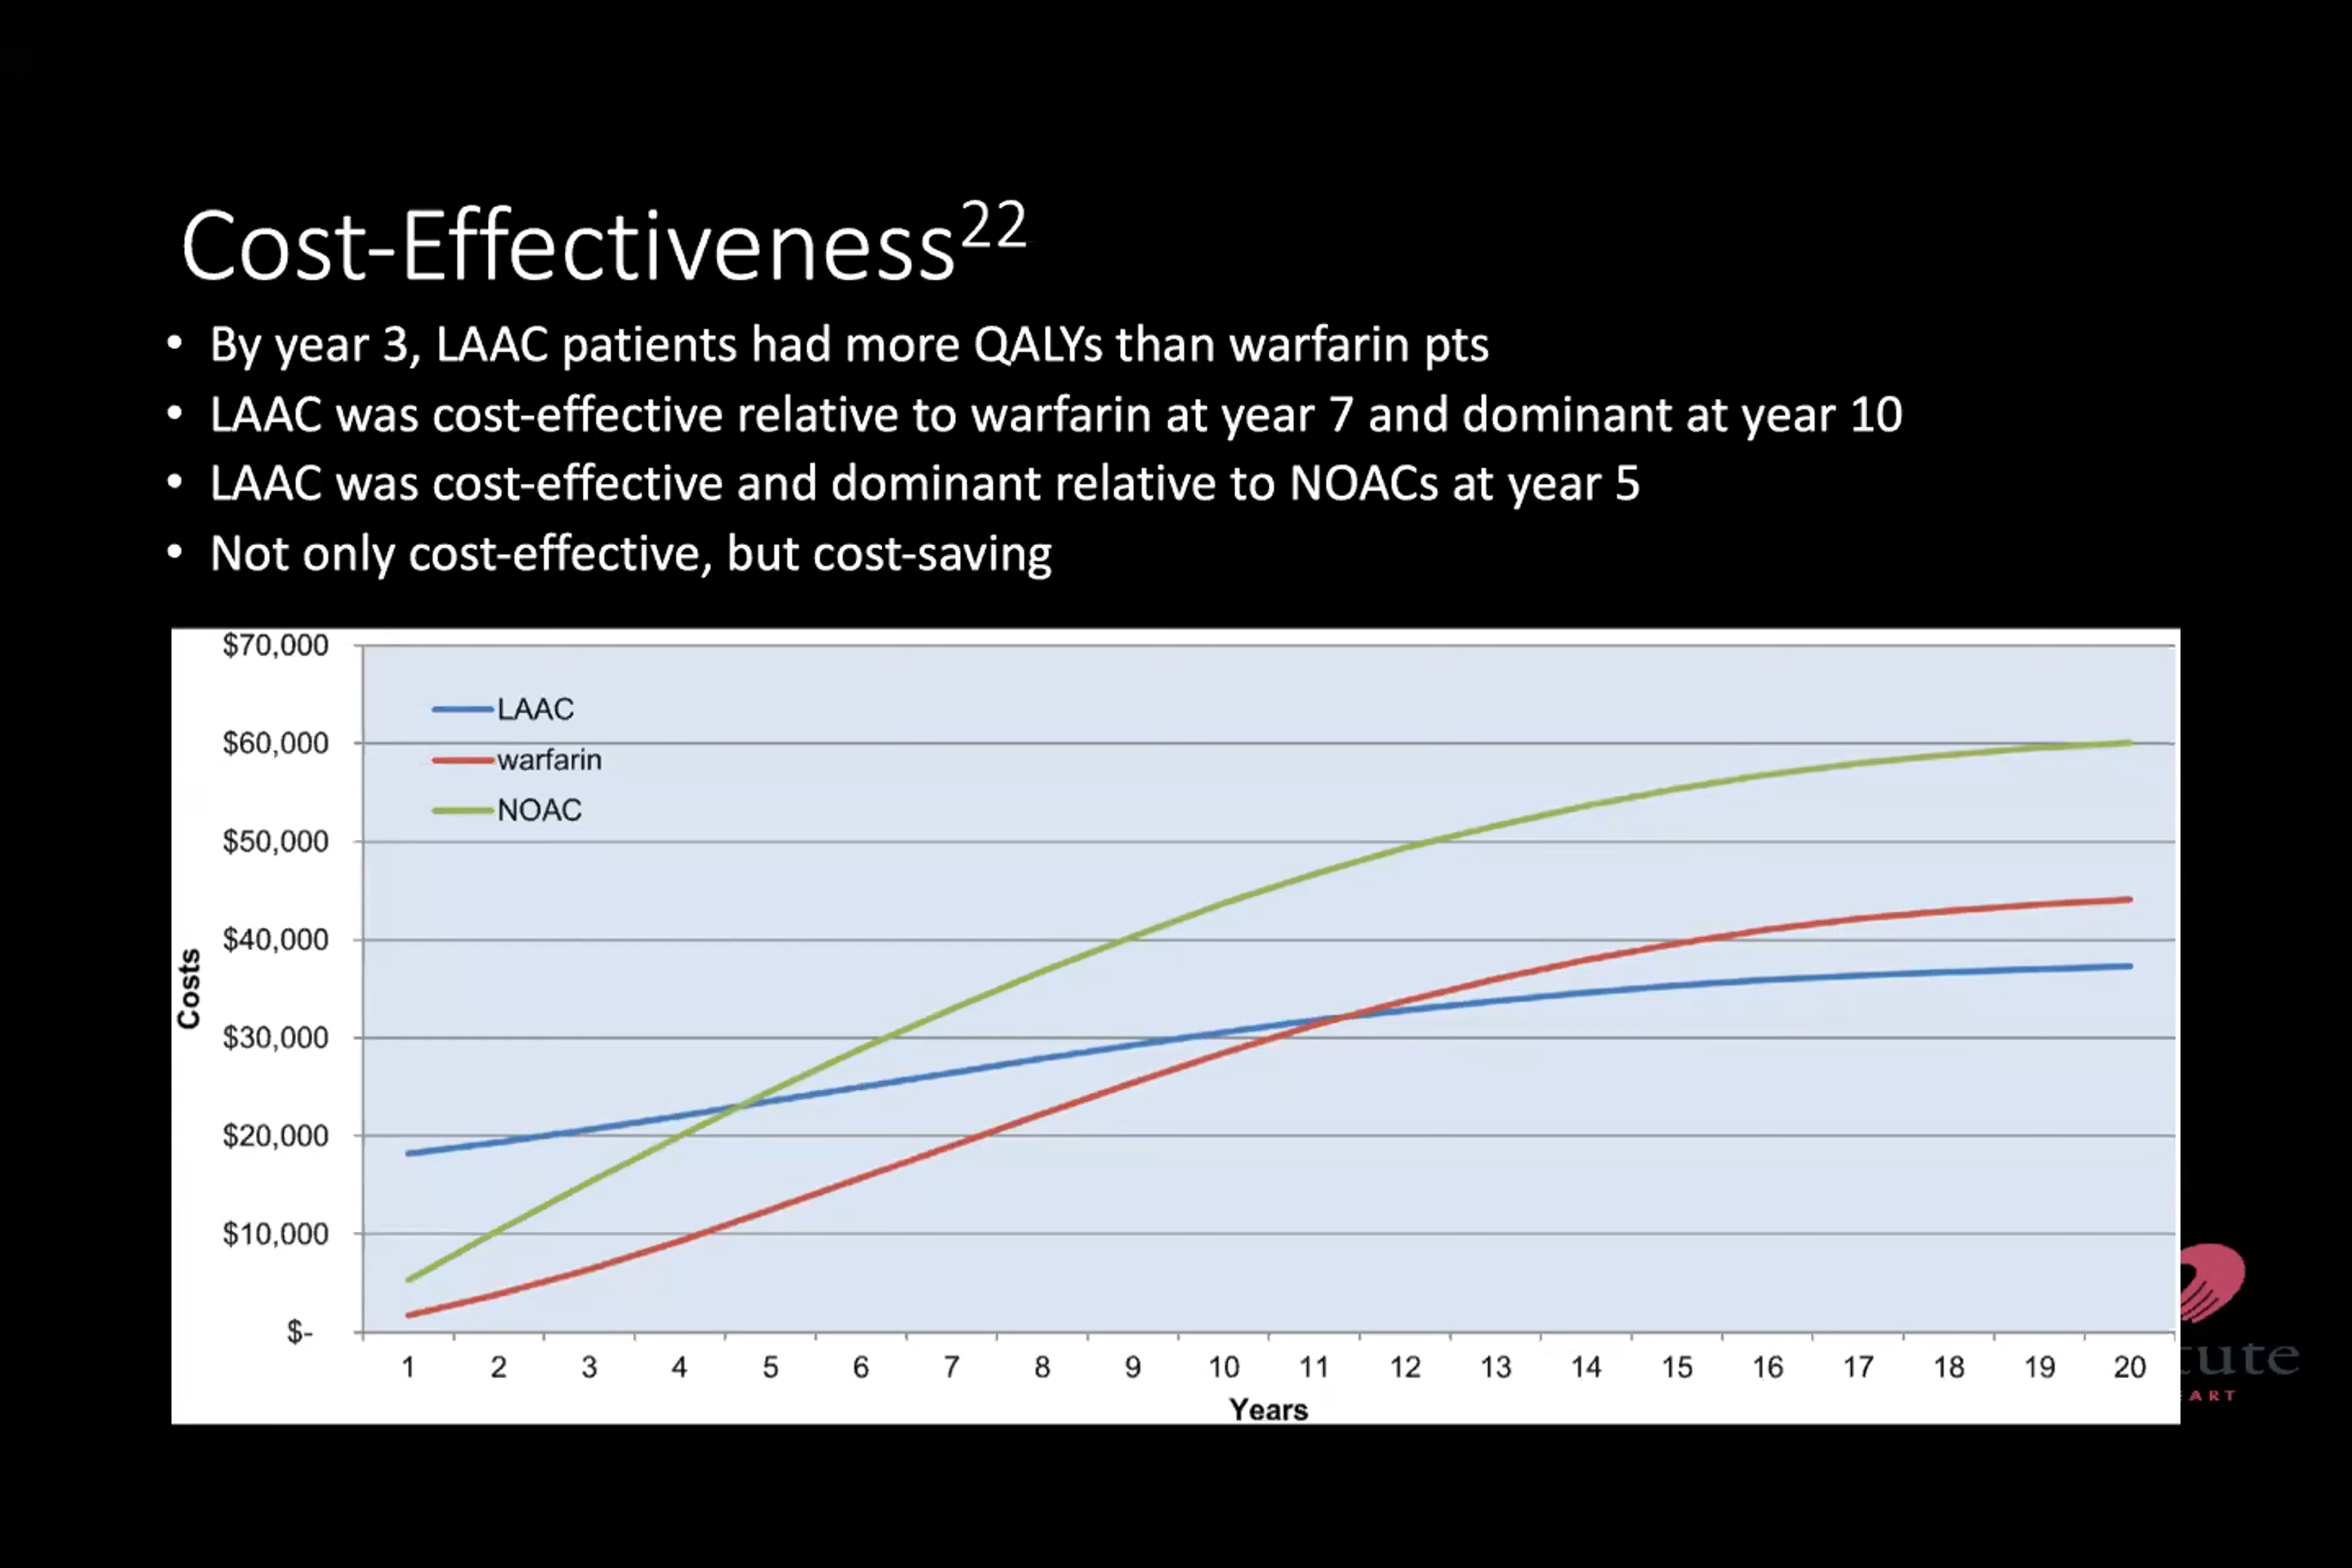 Cost-Effectiveness22
• By year 3, LAAC patients had more QALYs than warfarin pts
• LAAC was cost-effective relative to warfarin at year 7 and dominant at year 10
• LAAC was cost-effective and dominant relative to NOACs at year 5
• Not only cost-effective, but cost-saving
$70,000
$60,000
$50,000
$40,000
$30,000
$20,000
$10,000
$-
Costs
LAAC
warfarin
NOAC
1 2 3 4 5 6 7 8 9 10 11 12 13 14 15 16 17 18 19 20
Years
tute
ART